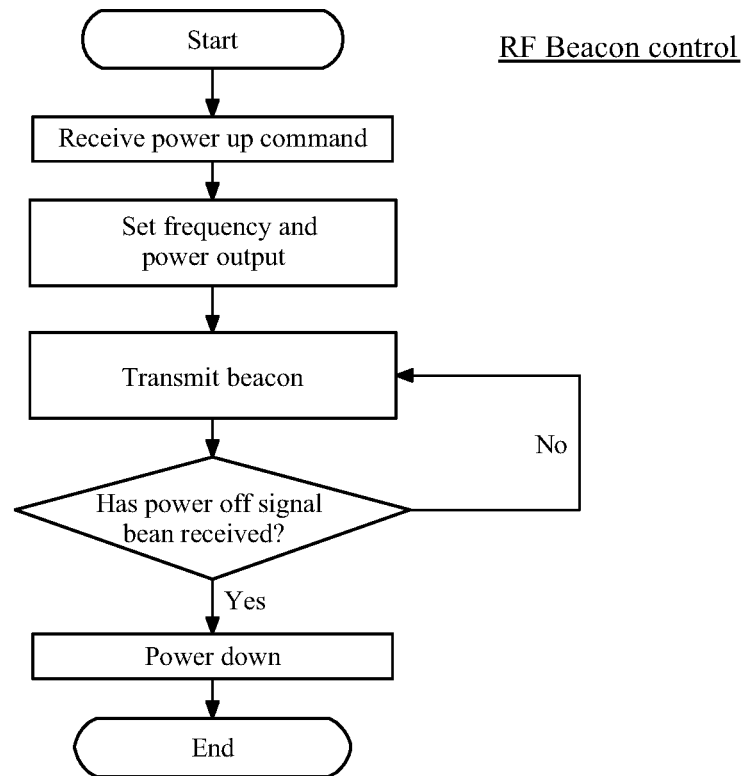 RF Beacon control
Start
Receive power up command
Set frequency and
power output
Transmit beacon
No
Has power off signal
bean received?
Yes
Power down
End